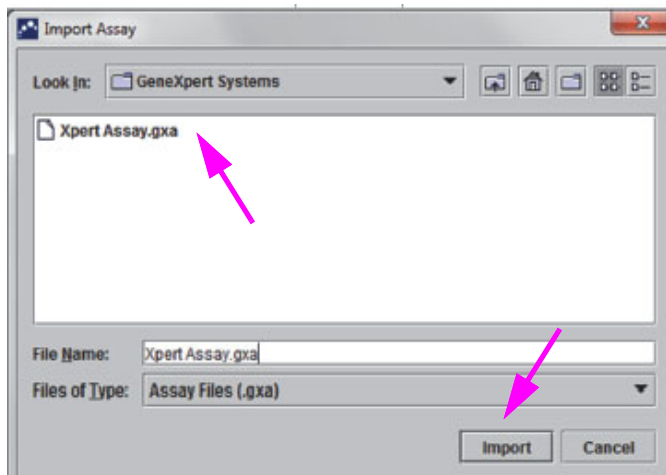 Import Assay
Look In: GeneXpert Systems
Xpert Assay.gxa
File Name: Xpert Assay.gxa
Files of Type: Assay Files (.gxa)
Import Cancel